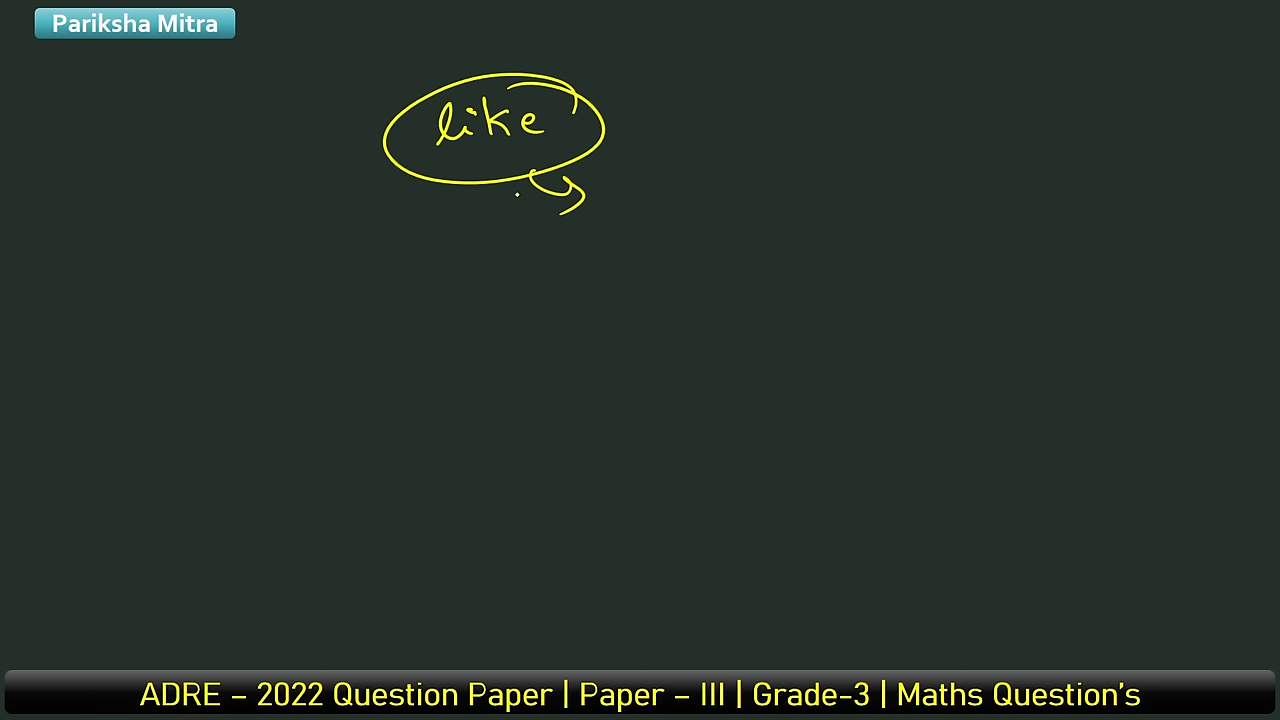 Pariksha Mitra
like
ADRE – 2022 Question Paper | Paper – III | Grade-3 | Maths Question's